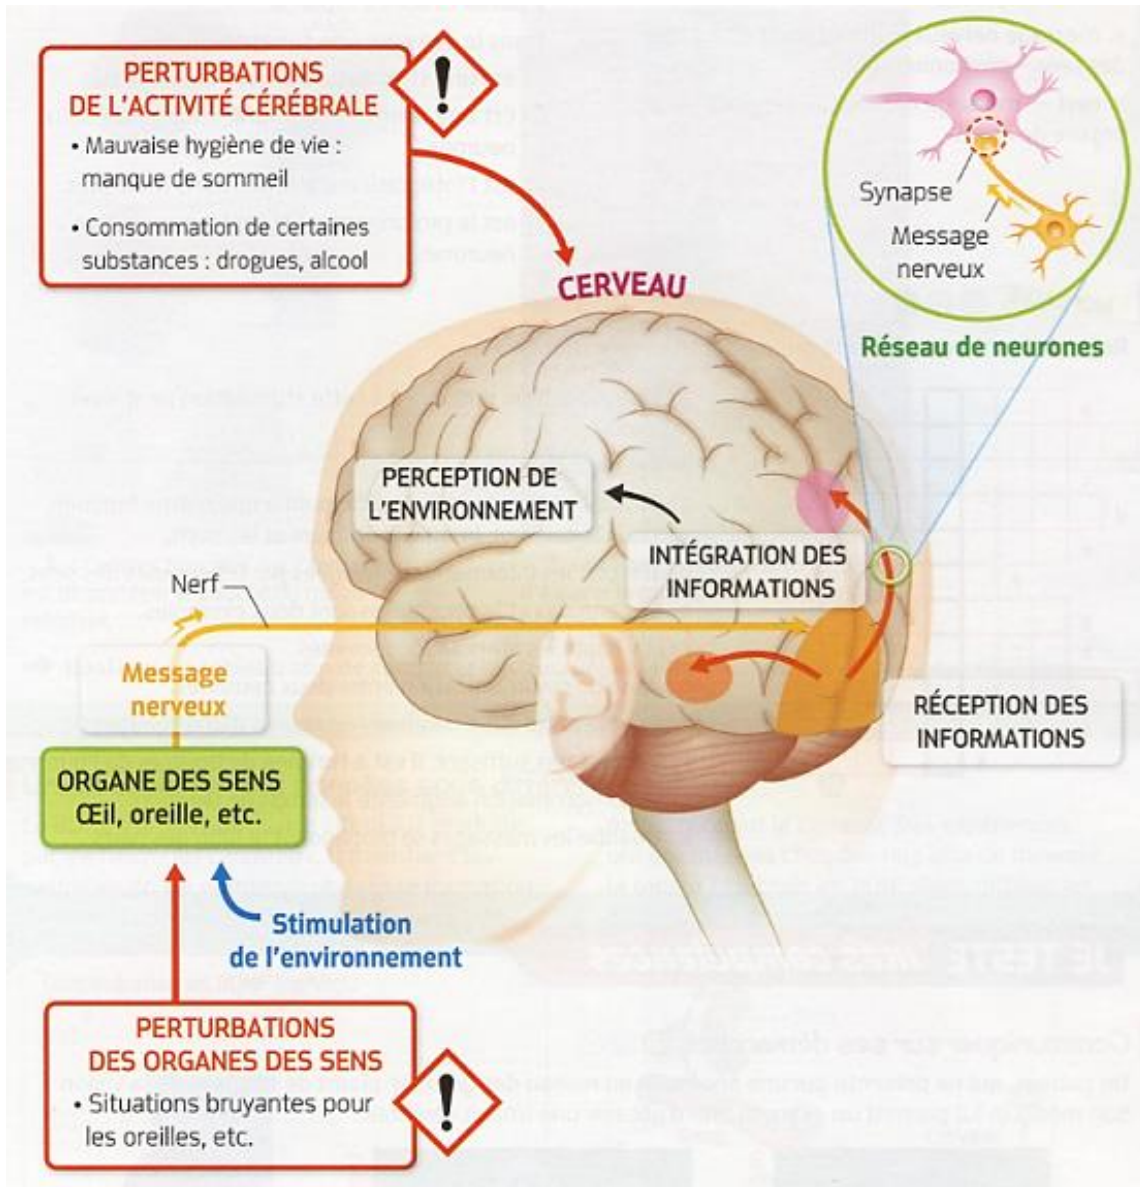 PERTURBATIONS
DE L'ACTIVITÉ CÉRÉBRALE
• Mauvaise hygiène de vie :
manque de sommeil
• Consommation de certaines
substances : drogues, alcool
!
CERVEAU
Synapse
Message
nerveux
Réseau de neurones
PERCEPTION DE
L'ENVIRONNEMENT
INTÉGRATION DES
INFORMATIONS
Nerf
Message
nerveux
RÉCEPTION DES
INFORMATIONS
ORGANE DES SENS
Œil, oreille, etc.
Stimulation
de l'environnement
PERTURBATIONS
DES ORGANES DES SENS
• Situations bruyantes pour
les oreilles, etc.
!